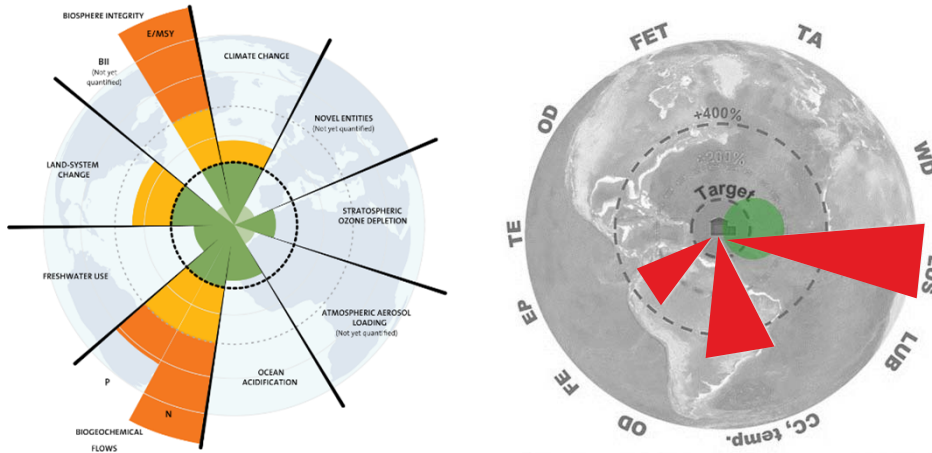 BIOSPHERE INTEGRITY
E/MSY
BII
(Not yet
quantified)
CLIMATE CHANGE
NOVEL ENTITIES
(Not yet quantified)
LAND-SYSTEM
CHANGE
STRATOSPHERIC
OZONE DEPLETION
FRESHWATER USE
ATMOSPHERIC AEROSOL
LOADING
(Not yet quantified)
OCEAN
ACIDIFICATION
P
N
BIOGEOCHEMICAL
FLOWS
FET
TA
OD
WD
+400%
+200%
Target
TE
EOS
EP
LUB
FE
OD
CC, temp.